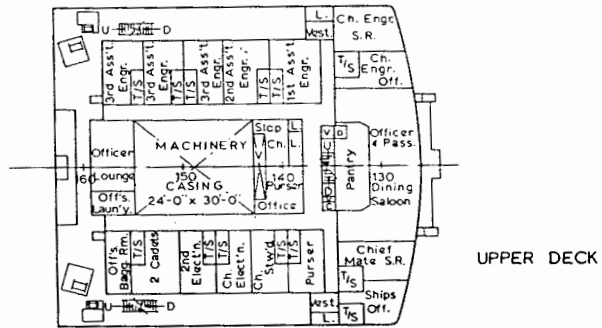 U D
L.
Vest.
Ch. Engr.
S.R.
T/S
Ch.
Engr.
Off.
3rd Ass't.
Engr.
T/S
3rd Ass't.
Engr.
T/S
T/S
3rd Ass't
Engr.
2nd Ass't
Engr.
T/S
T/S
1st Ass't
Engr.
Officer
Lounge
Off's.
Laun'y.
MACHINERY
CASING
24'-0" x 30'-0"
160
150
140
130
Slop
Ch.
L.
L.
Purser
Office
Pantry
Officer
& Pass.
Dining
Saloon
Off's.
Bagg. Rm.
T/S
2 Cadets
2nd
Elect'n.
T/S
T/S
Ch.
Elect'n.
Ch.
Stw'd.
T/S
T/S
Purser
Chief
Mate S.R.
T/S
Ships
Off.
T/S
Vest.
L.
U D
UPPER DECK